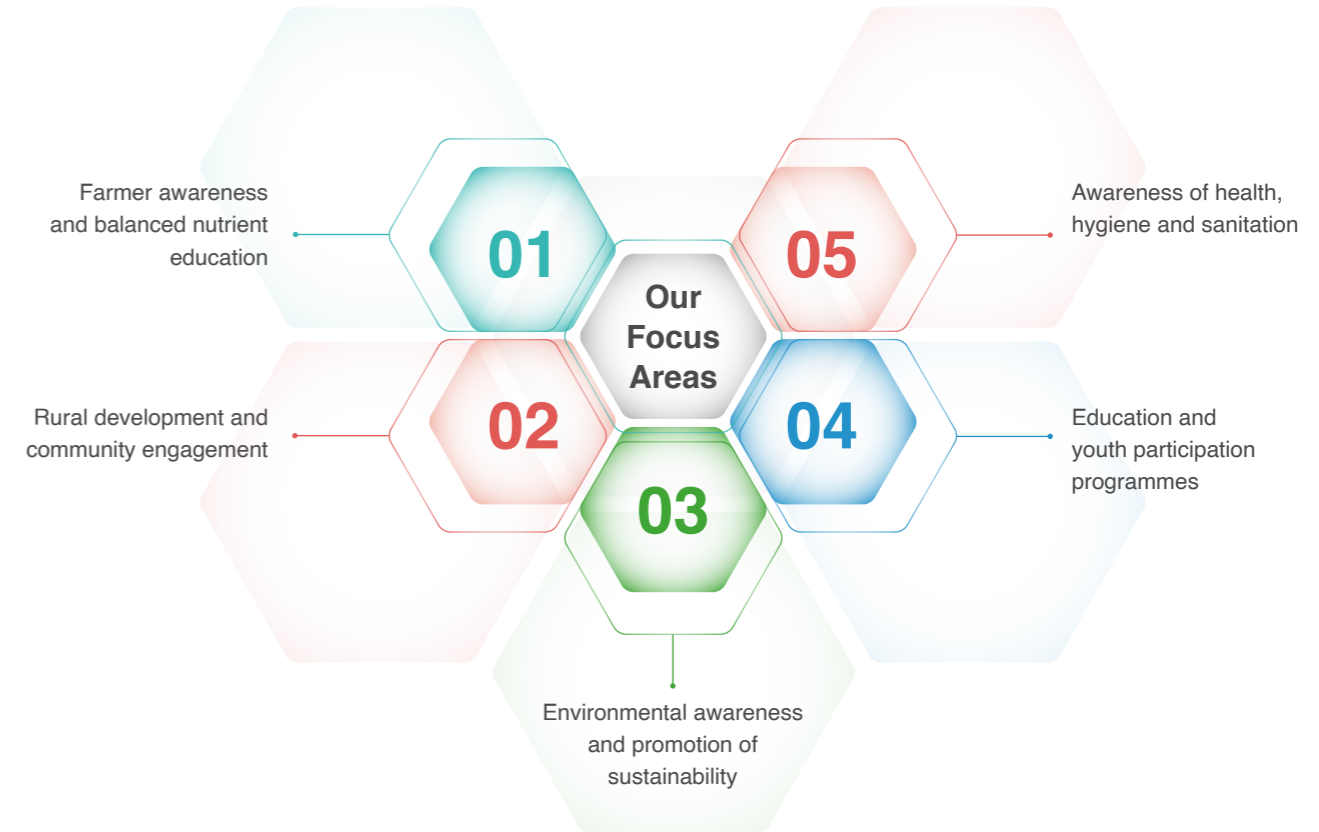 Our
Focus
Areas
01
Farmer awareness
and balanced nutrient
education
02
Rural development and
community engagement
03
Environmental awareness
and promotion of
sustainability
04
Education and
youth participation
programmes
05
Awareness of health,
hygiene and sanitation